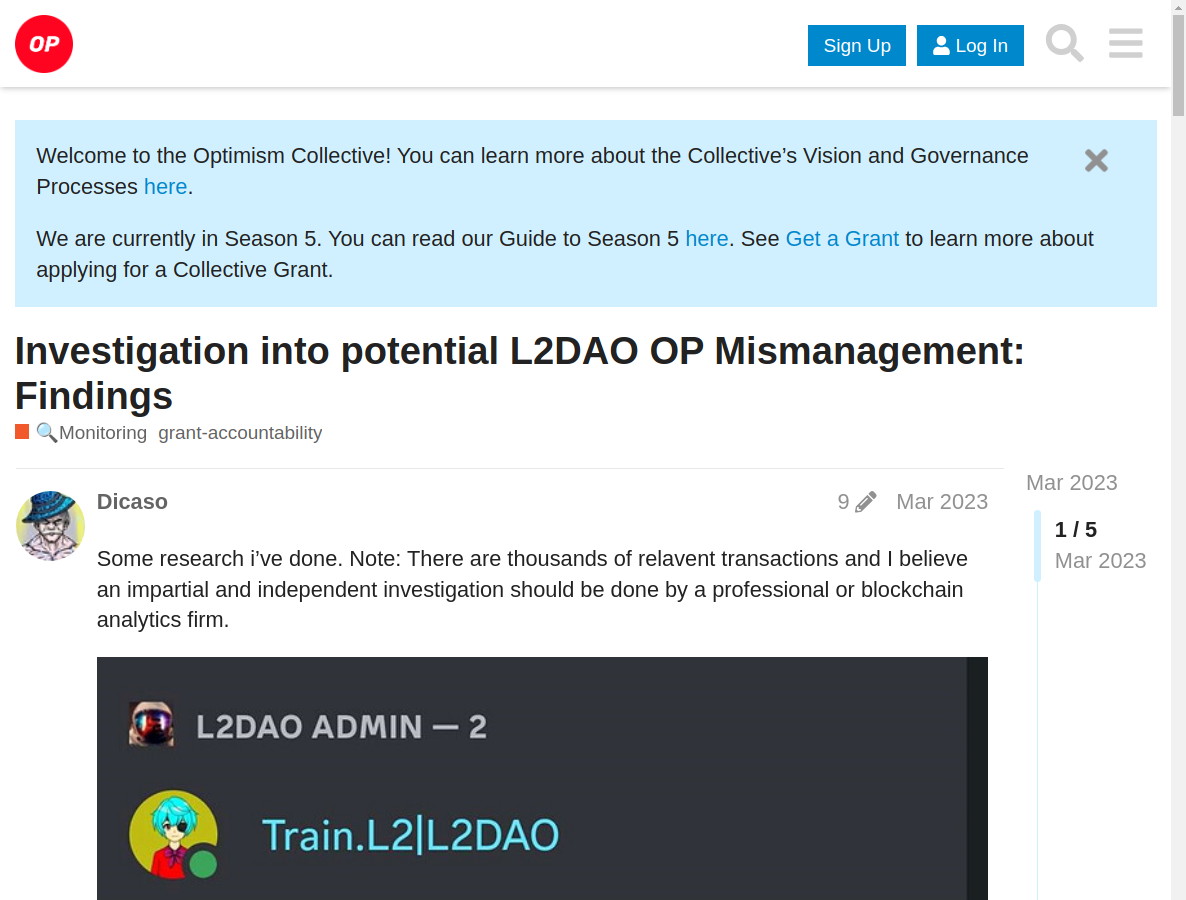 OP
Sign Up
Log In
Welcome to the Optimism Collective! You can learn more about the Collective’s Vision and Governance
Processes here.
We are currently in Season 5. You can read our Guide to Season 5 here. See Get a Grant to learn more about
applying for a Collective Grant.
Investigation into potential L2DAO OP Mismanagement:
Findings
🔍Monitoring grant-accountability
Dicaso
9
Mar 2023
Mar 2023
1 / 5
Mar 2023
Some research i’ve done. Note: There are thousands of relavent transactions and I believe
an impartial and independent investigation should be done by a professional or blockchain
analytics firm.
L2DAO ADMIN — 2
Train.L2|L2DAO